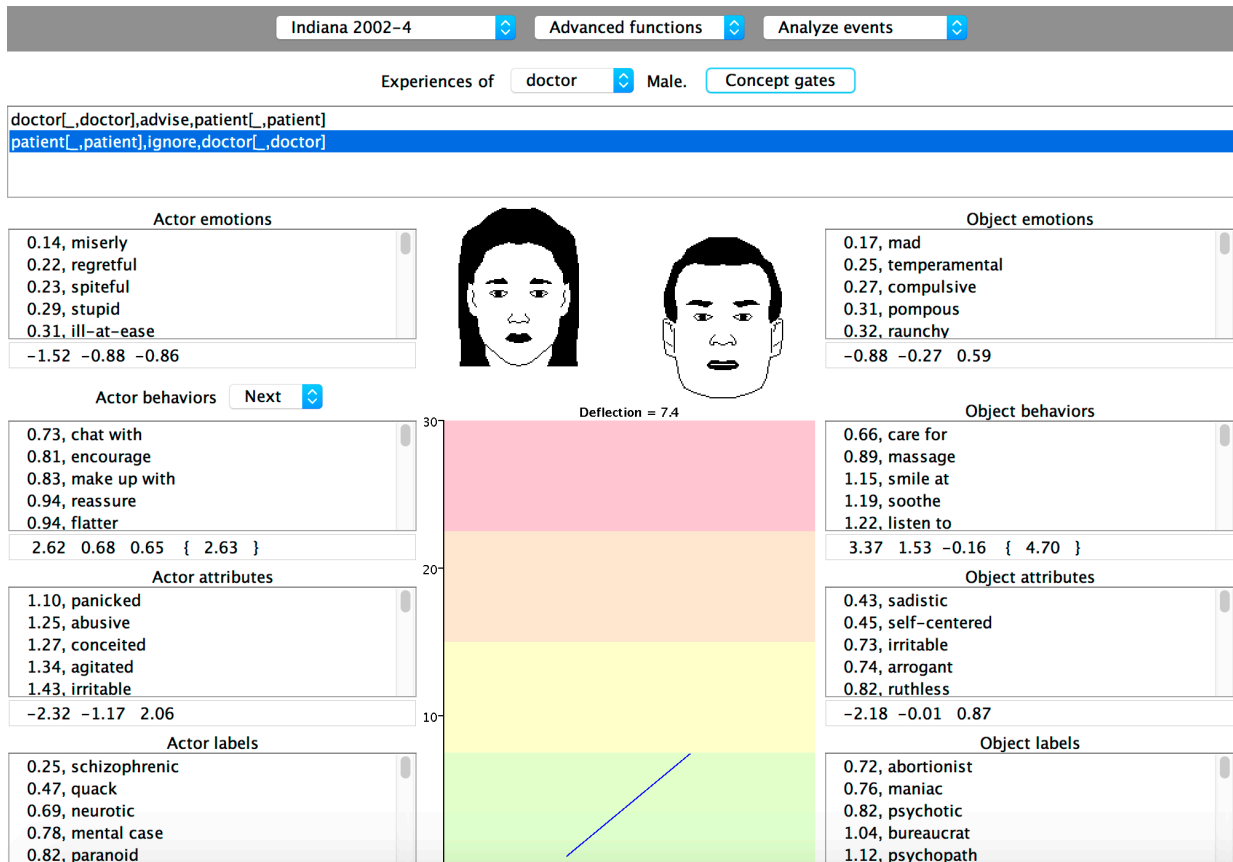 Indiana 2002-4 Advanced functions Analyze events
Experiences of doctor Male. Concept gates
doctor[_,doctor],advise,patient[_,patient]
patient[_,patient],ignore,doctor[_,doctor]
Actor emotions
0.14, miserly
0.22, regretful
0.23, spiteful
0.29, stupid
0.31, ill-at-ease
-1.52 -0.88 -0.86
Object emotions
0.17, mad
0.25, temperamental
0.27, compulsive
0.31, pompous
0.32, raunchy
-0.88 -0.27 0.59
Actor behaviors Next
0.73, chat with
0.81, encourage
0.83, make up with
0.94, reassure
0.94, flatter
2.62 0.68 0.65 { 2.63 }
Deflection = 7.4
30
20
10
Object behaviors
0.66, care for
0.89, massage
1.15, smile at
1.19, soothe
1.22, listen to
3.37 1.53 -0.16 { 4.70 }
Actor attributes
1.10, panicked
1.25, abusive
1.27, conceited
1.34, agitated
1.43, irritable
-2.32 -1.17 2.06
Object attributes
0.43, sadistic
0.45, self-centered
0.73, irritable
0.74, arrogant
0.82, ruthless
-2.18 -0.01 0.87
Actor labels
0.25, schizophrenic
0.47, quack
0.69, neurotic
0.78, mental case
0.82, paranoid
Object labels
0.72, abortionist
0.76, maniac
0.82, psychotic
1.04, bureaucrat
1.12, psychopath